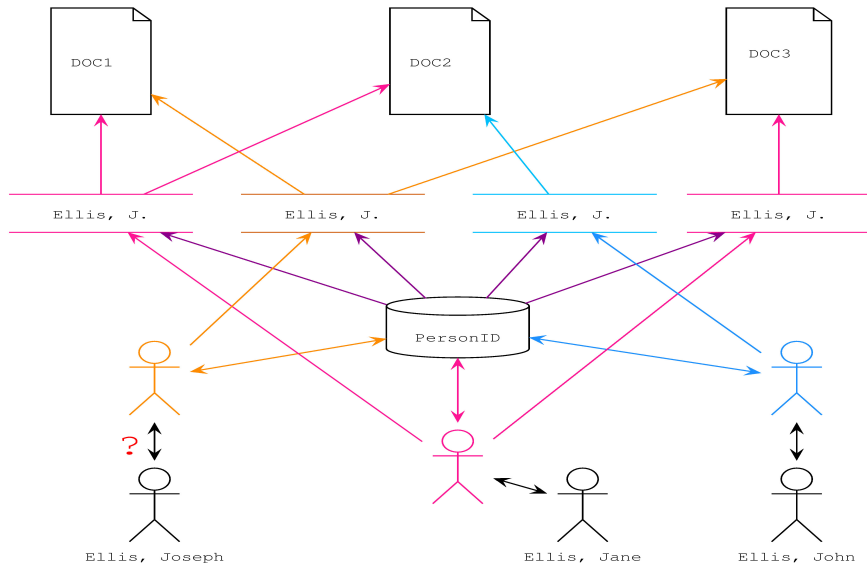 DOC1
DOC2
DOC3
Ellis, J.
Ellis, J.
Ellis, J.
Ellis, J.
PersonID
?
Ellis, Joseph
Ellis, Jane
Ellis, John